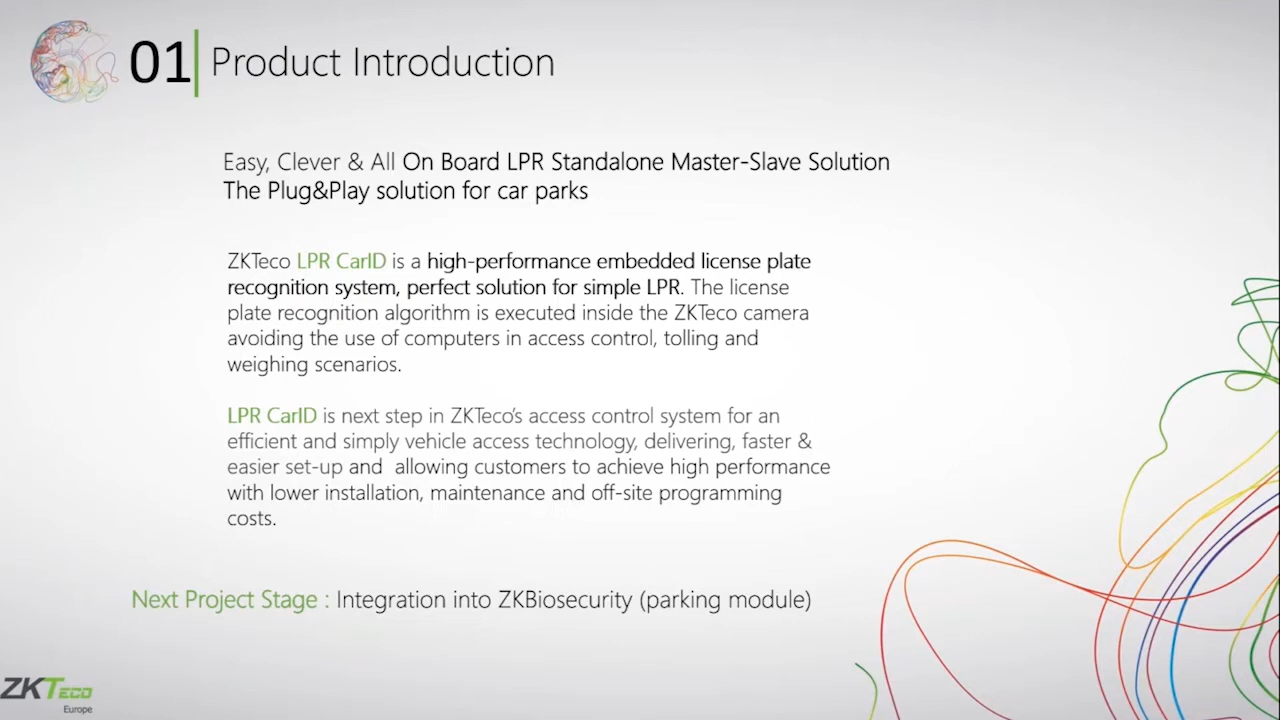 01 Product Introduction
Easy, Clever & All On Board LPR Standalone Master-Slave Solution
The Plug&Play solution for car parks
ZKTeco LPR CarID is a high-performance embedded license plate
recognition system, perfect solution for simple LPR. The license
plate recognition algorithm is executed inside the ZKTeco camera
avoiding the use of computers in access control, tolling and
weighing scenarios.
LPR CarID is next step in ZKTeco’s access control system for an
efficient and simply vehicle access technology, delivering, faster &
easier set-up and  allowing customers to achieve high performance
with lower installation, maintenance and off-site programming
costs.
Next Project Stage : Integration into ZKBiosecurity (parking module)
ZKTeco
Europe